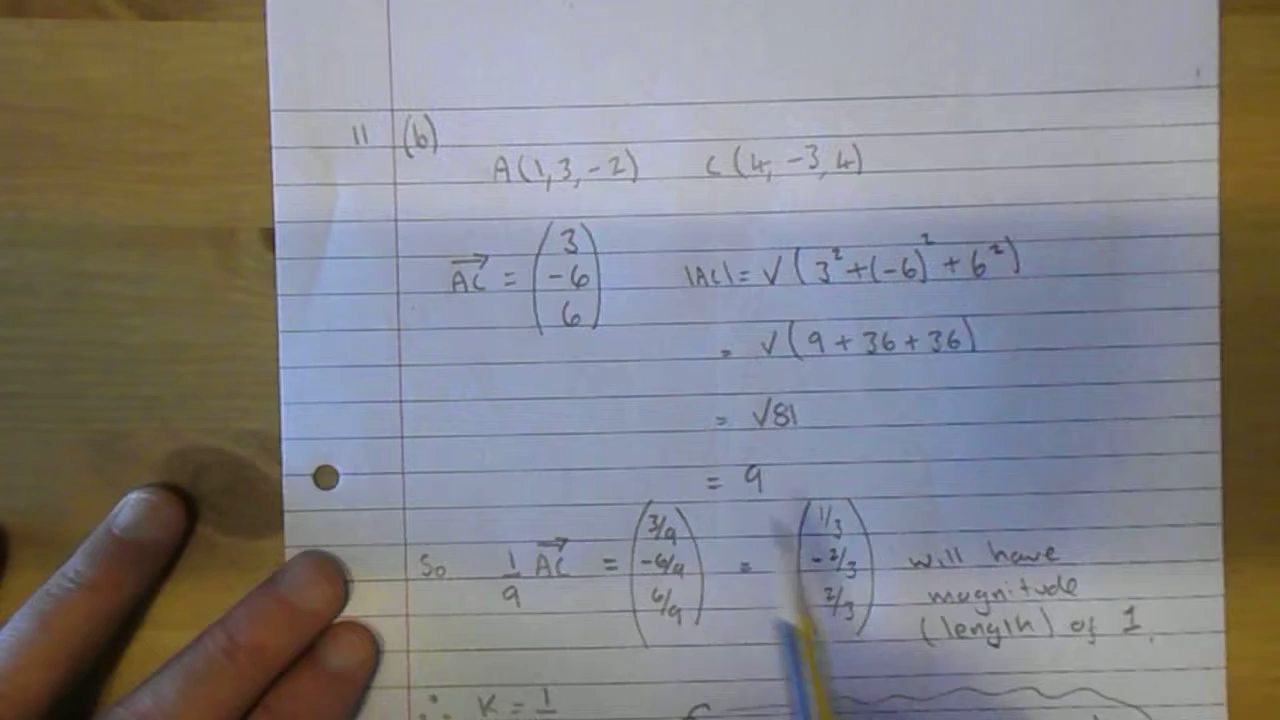 11 (b)
A(1,3,-2) C(4,-3,4)
AC = (3 -6 6) |AC| = √(3²+(-6)²+6²)
= √(9+36+36)
= √81
= 9
So 1/9 AC = (3/9 -6/9 6/9) = (1/3 -2/3 2/3) will have
magnitude
(length) of 1.
∴ K = 1